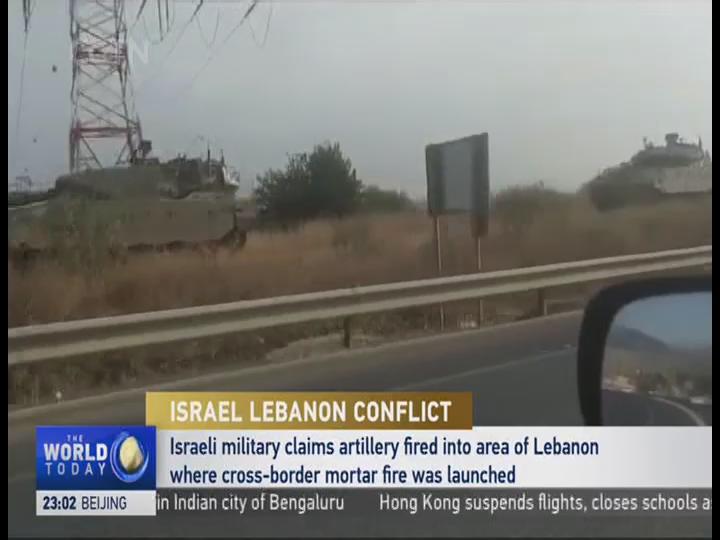 ISRAEL LEBANON CONFLICT
Israeli military claims artillery fired into area of Lebanon
where cross-border mortar fire was launched
THE
WORLD
TODAY
23:02 BEIJING
in Indian city of Bengaluru Hong Kong suspends flights, closes schools as